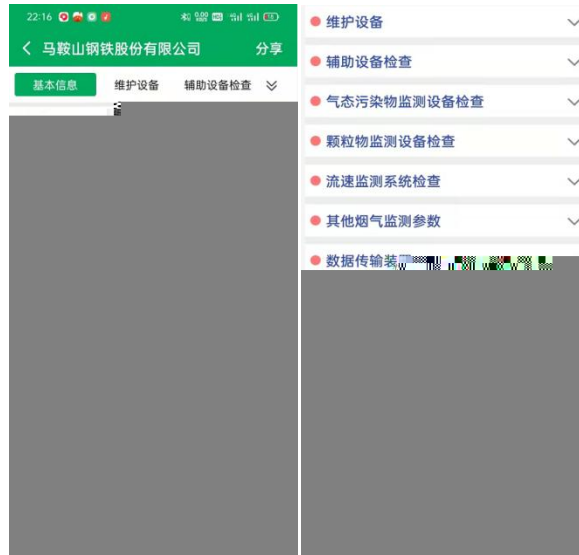 22:16
马鞍山钢铁股份有限公司
分享
基本信息 维护设备 辅助设备检查
维护设备
辅助设备检查
气态污染物监测设备检查
颗粒物监测设备检查
流速监测系统检查
其他烟气监测参数
数据传输装